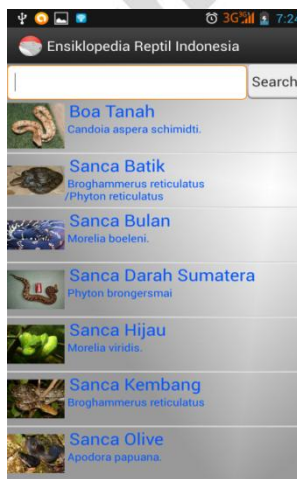 3G 7:24
Ensiklopedia Reptil Indonesia
Search
Boa Tanah
Candoia aspera schimidti.
Sanca Batik
Broghammerus reticulatus
/Phyton reticulatus
Sanca Bulan
Morelia boeleni.
Sanca Darah Sumatera
Phyton brongersmai
Sanca Hijau
Morelia viridis.
Sanca Kembang
Broghammerus reticulatus
Sanca Olive
Apodora papuana.